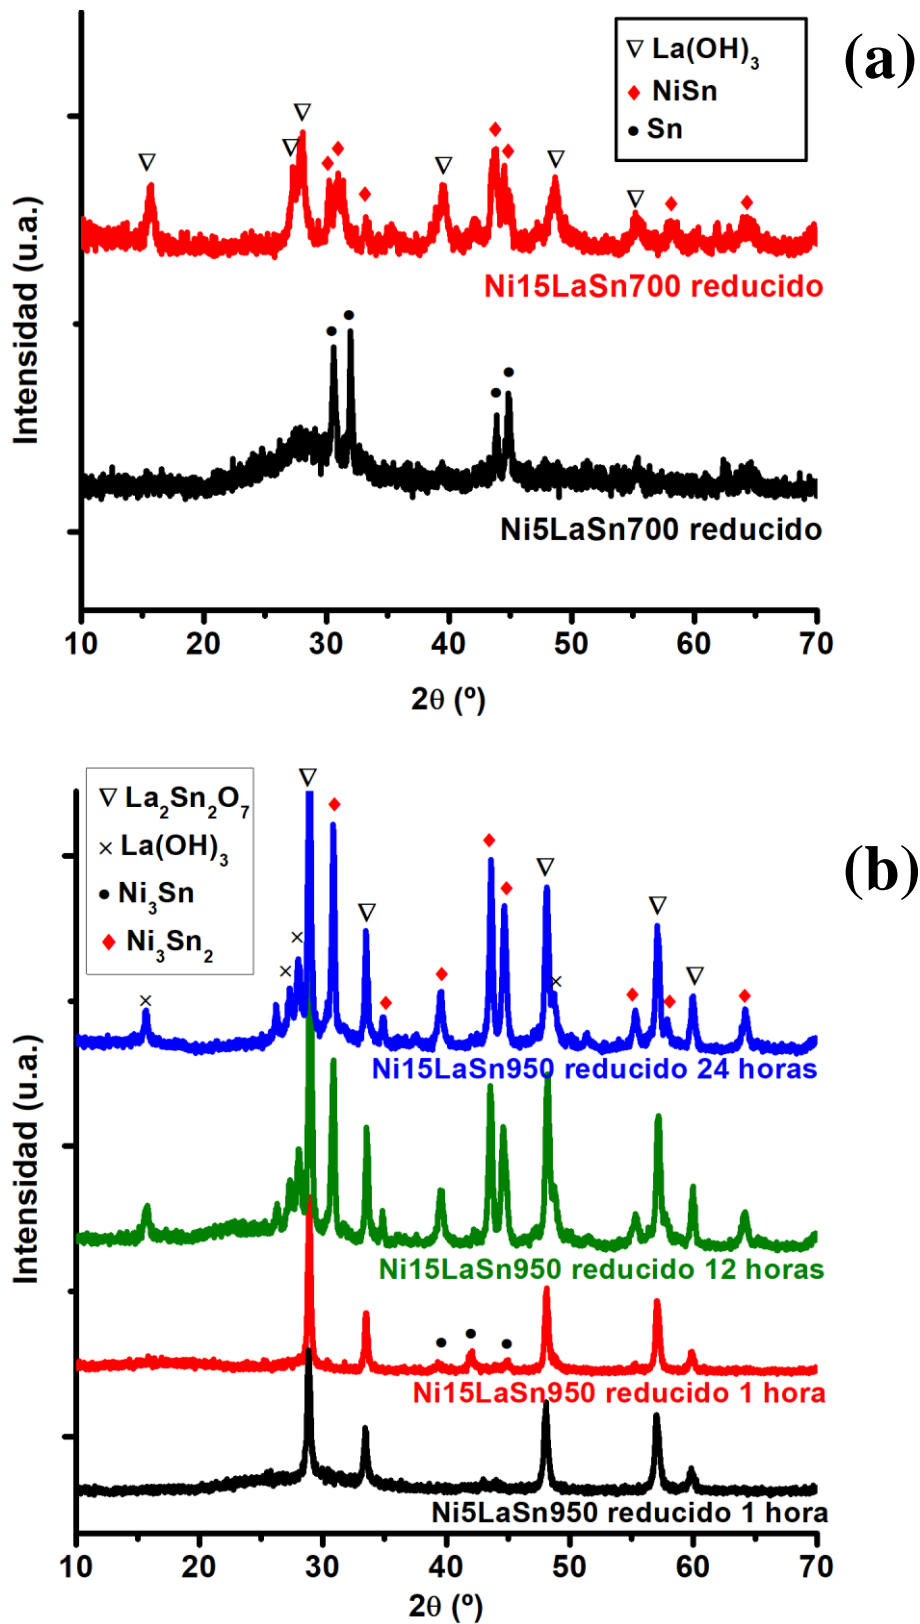 (a)
▽ La(OH)₃
♦ NiSn
• Sn
Intensidad (u.a.)
Ni15LaSn700 reducido
Ni5LaSn700 reducido
10 20 30 40 50 60 70
2θ (º)
(b)
▽ La₂Sn₂O₇
× La(OH)₃
• Ni₃Sn
♦ Ni₃Sn₂
Intensidad (u.a.)
Ni15LaSn950 reducido 24 horas
Ni15LaSn950 reducido 12 horas
Ni15LaSn950 reducido 1 hora
Ni5LaSn950 reducido 1 hora
10 20 30 40 50 60 70
2θ (º)